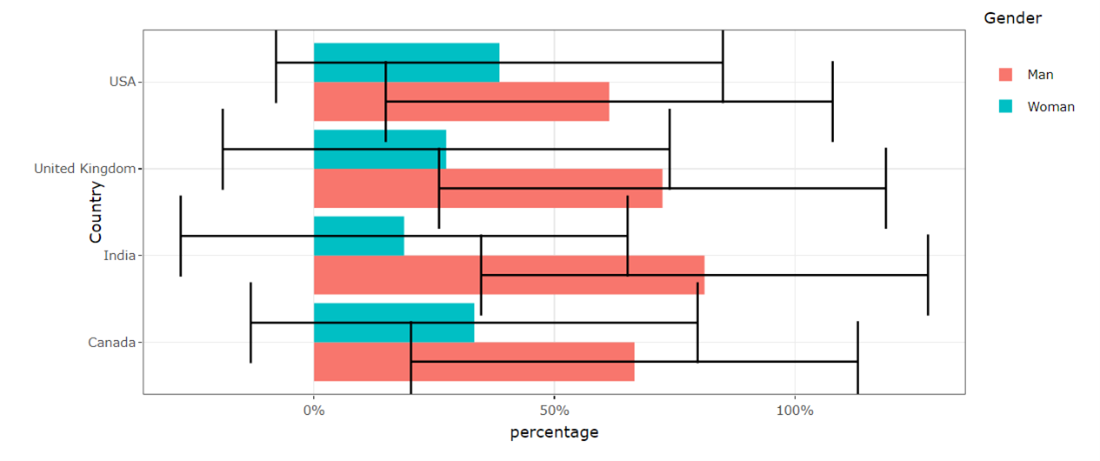 Gender
Man
Woman
USA
United Kingdom
Country
India
Canada
0% 50% 100%
percentage